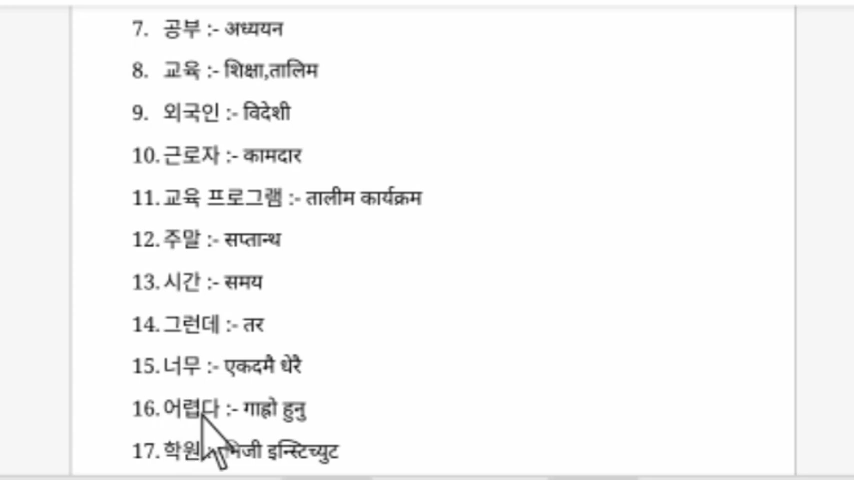 7. 공부 :- अध्ययन
8. 교육 :- शिक्षा,तालिम
9. 외국인 :- विदेशी
10. 근로자 :- कामदार
11. 교육 프로그램 :- तालीम कार्यक्रम
12. 주말 :- सप्तान्थ
13. 시간 :- समय
14. 그런데 :- तर
15. 너무 :- एकदमै धेरै
16. 어렵다 :- गाह्रो हुनु
17. 학원 इन्स्टिच्युट